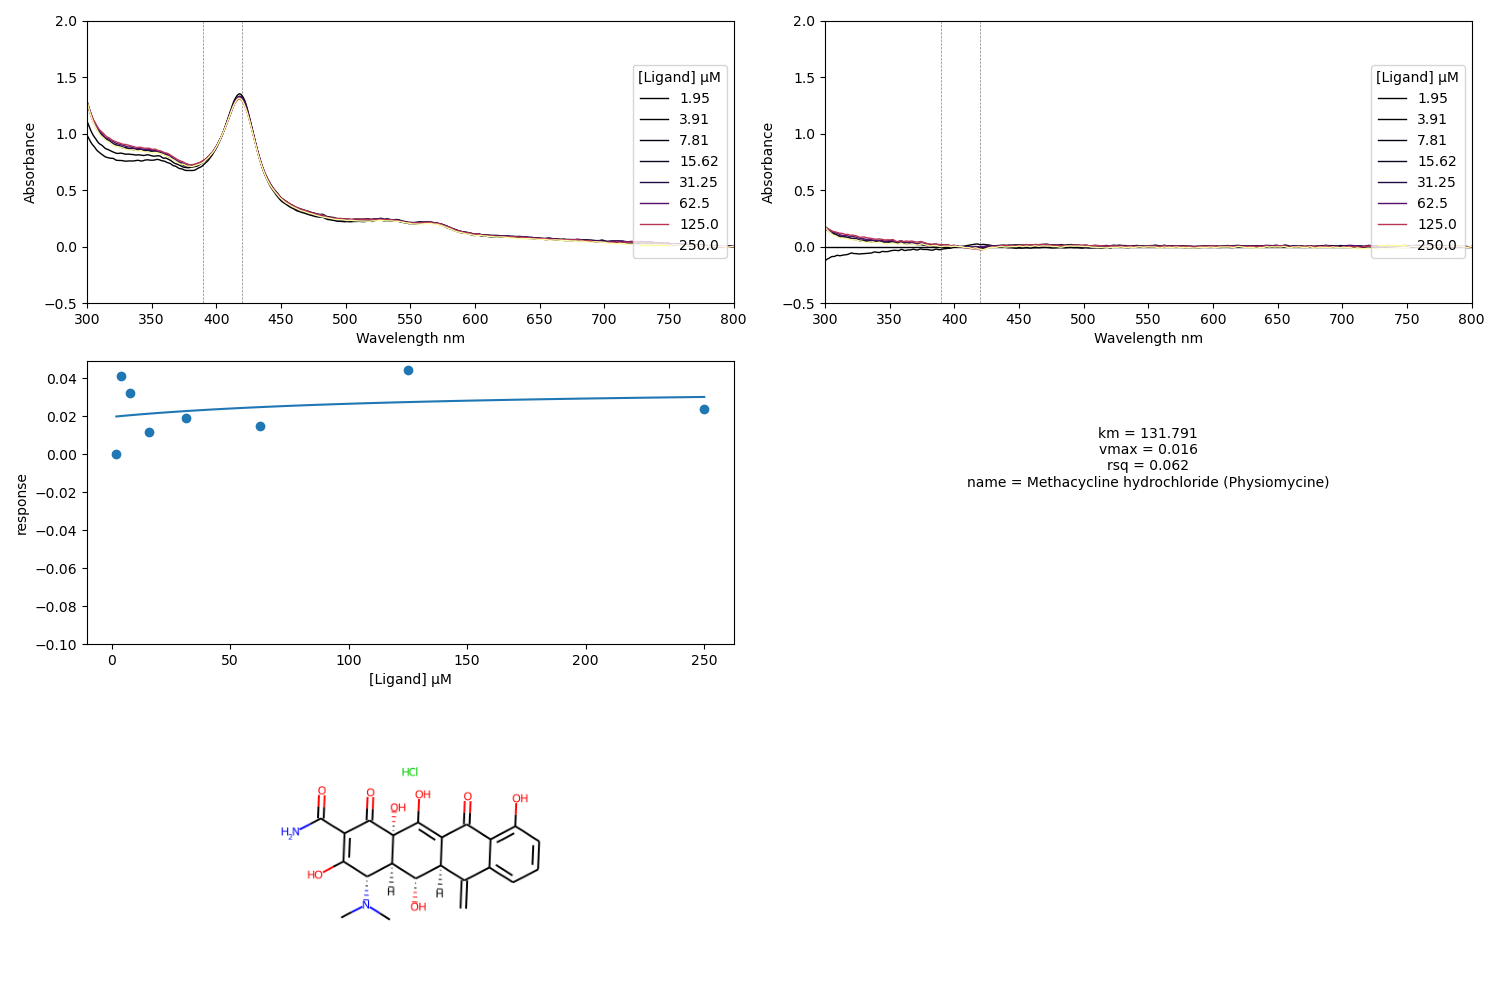 2.0
1.5
1.0
0.5
0.0
−0.5
Absorbance
300 350 400 450 500 550 600 650 700 750 800
Wavelength nm
[Ligand] µM
1.95
3.91
7.81
15.62
31.25
62.5
125.0
250.0
2.0
1.5
1.0
0.5
0.0
−0.5
Absorbance
300 350 400 450 500 550 600 650 700 750 800
Wavelength nm
[Ligand] µM
1.95
3.91
7.81
15.62
31.25
62.5
125.0
250.0
0.04
0.02
0.00
−0.02
−0.04
−0.06
−0.08
−0.10
response
0 50 100 150 200 250
[Ligand] µM
km = 131.791
vmax = 0.016
rsq = 0.062
name = Methacycline hydrochloride (Physiomycine)
HCl
O O OH OH O OH
H2N
HO
H H
N OH